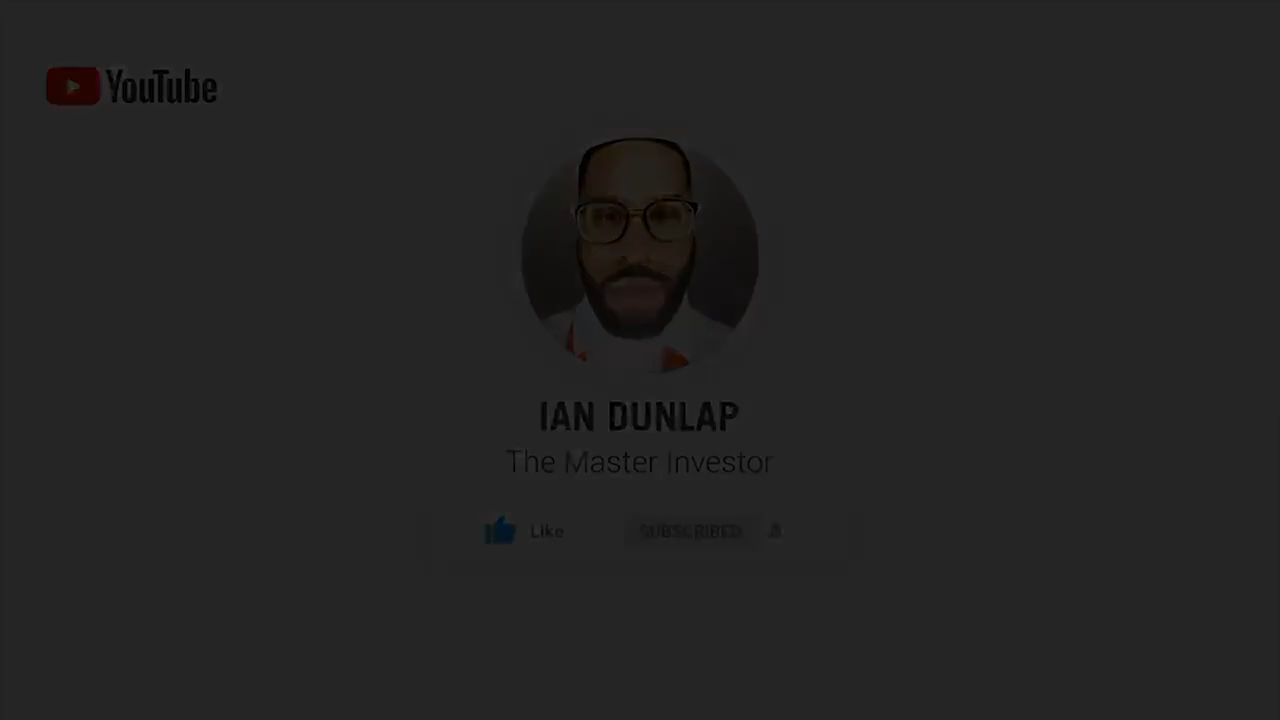 YouTube
IAN DUNLAP
The Master Investor
Like
SUBSCRIBED